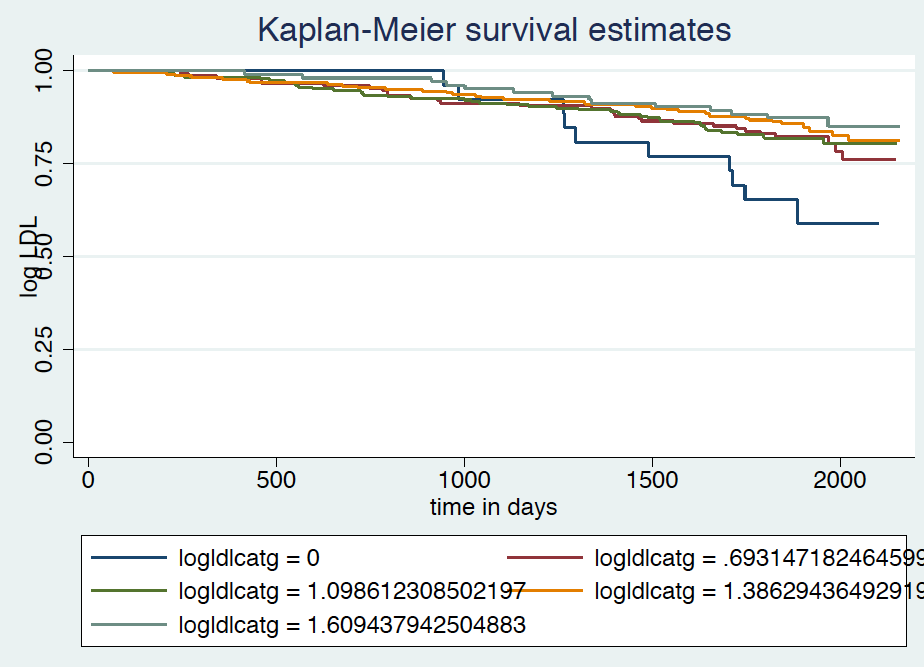 Kaplan-Meier survival estimates
1.00
0.75
0.50
0.25
0.00
log LDL
0 500 1000 1500 2000
time in days
logldlcatg = 0 logldlcatg = .693147182464599
logldlcatg = 1.098612308502197 logldlcatg = 1.38629436492919
logldlcatg = 1.609437942504883